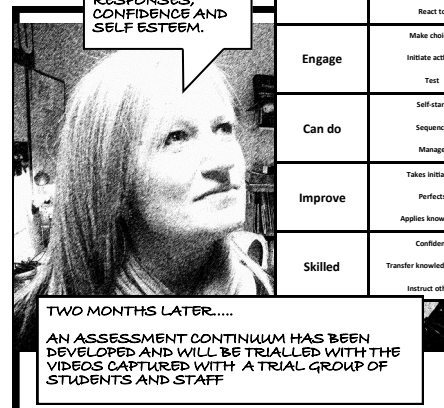 RESPONSES,
CONFIDENCE AND
SELF ESTEEM.
React to
Make choi
Engage
Initiate acti
Test
Self-star
Can do
Sequenc
Manage
Takes initia
Improve
Perfects
Applies know
Confiden
Skilled
Transfer knowled
Instruct oth
TWO MONTHS LATER.....
AN ASSESSMENT CONTINUUM HAS BEEN
DEVELOPED AND WILL BE TRIALLED WITH THE
VIDEOS CAPTURED WITH A TRIAL GROUP OF
STUDENTS AND STAFF